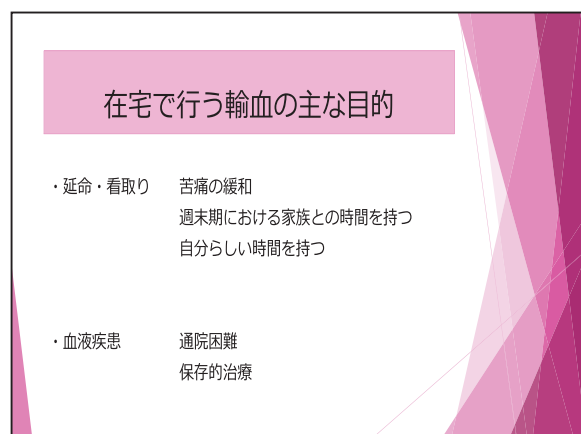 在宅で行う輸血の主な目的
・延命・看取り 苦痛の緩和
週末期における家族との時間を持つ
自分らしい時間を持つ
・血液疾患 通院困難
保存的治療